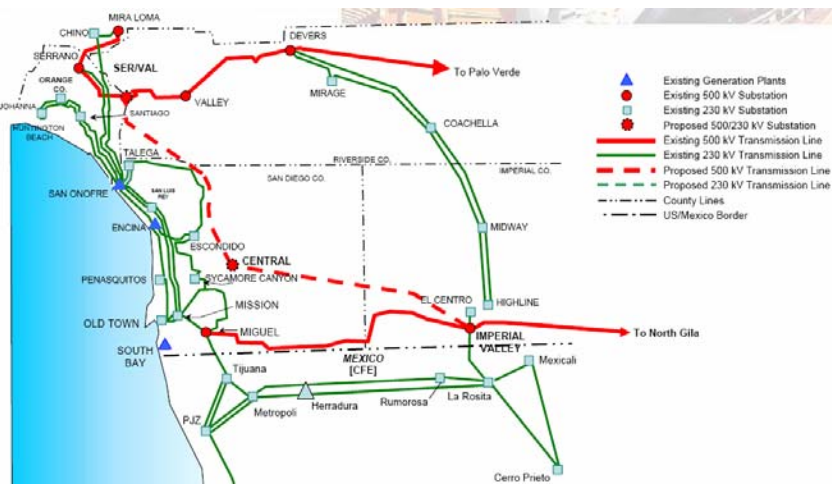 MIRA LOMA
CHINO
SERRANO
SER/VAL
DEVERS
To Palo Verde
ORANGE
CO.
JOHANNA
SANTIAGO
HUNTINGTON
BEACH
VALLEY
MIRAGE
COACHELLA
TALEGA
RIVERSIDE CO.
IMPERIAL CO.
SAN DIEGO CO.
SAN ONOFRE
SAN LUIS
REY
ENCINA
MIDWAY
ESCONDIDO
CENTRAL
PENASQUITOS
SYCAMORE CANYON
MISSION
EL CENTRO
HIGHLINE
OLD TOWN
MIGUEL
To North Gila
SOUTH
BAY
IMPERIAL
VALLEY
MEXICO
[CFE]
Tijuana
Mexicali
PJZ
Metropoli
Herradura
Rumorosa
La Rosita
Cerro Prieto
Existing Generation Plants
Existing 500 kV Substation
Existing 230 kV Substation
Proposed 500/230 kV Substation
Existing 500 kV Transmission Line
Existing 230 kV Transmission Line
Proposed 500 kV Transmission Line
Proposed 230 kV Transmission Line
County Lines
US/Mexico Border